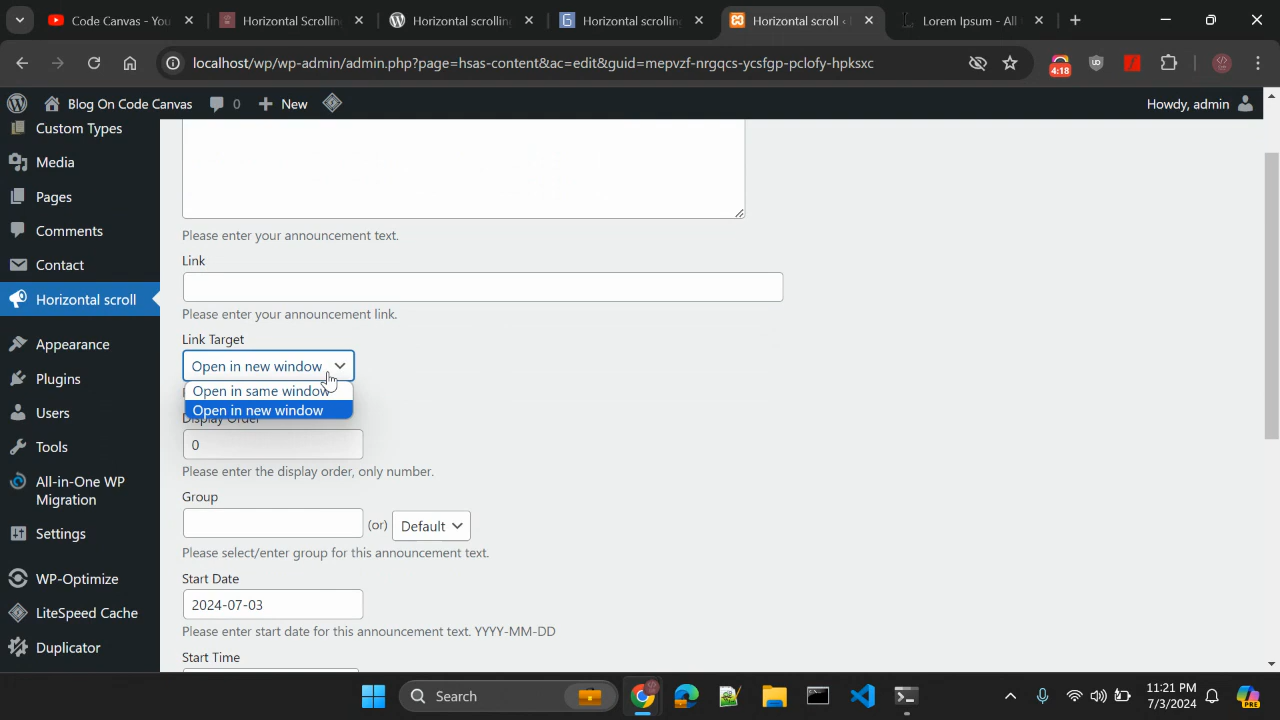 Code Canvas - You
Horizontal Scrolling
Horizontal scrolling
Horizontal scrolling
Horizontal scroll ‹
Lorem Ipsum - All
localhost/wp/wp-admin/admin.php?page=hsas-content&ac=edit&guid=mepvzf-nrgqcs-ycsfgp-pclofy-hpksxc
4:18
Blog On Code Canvas
0
New
Howdy, admin
Custom Types
Media
Pages
Comments
Contact
Horizontal scroll
Appearance
Plugins
Users
Tools
All-in-One WP
Migration
Settings
WP-Optimize
LiteSpeed Cache
Duplicator
Please enter your announcement text.
Link
Please enter your announcement link.
Link Target
Open in new window
Open in same window
Open in new window
Display Order
0
Please enter the display order, only number.
Group
(or)
Default
Please select/enter group for this announcement text.
Start Date
2024-07-03
Please enter start date for this announcement text. YYYY-MM-DD
Start Time
Search
11:21 PM
7/3/2024
PRE